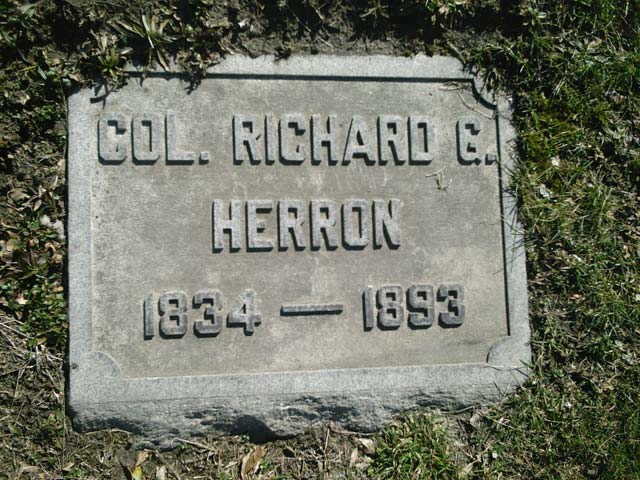 COL. RICHARD G.
HERRON
1834 — 1893